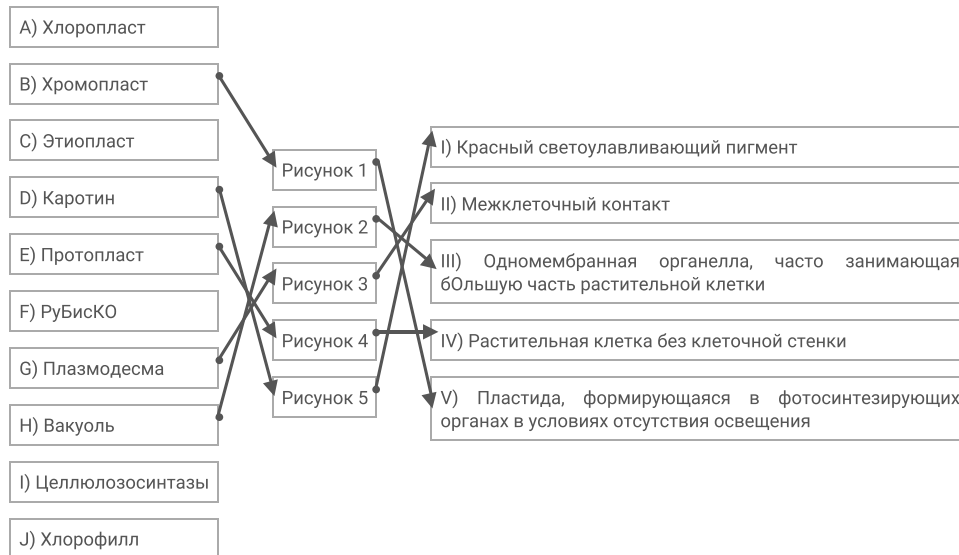 A) Хлоропласт
B) Хромопласт
C) Этиопласт
D) Каротин
E) Протопласт
F) РуБисКО
G) Плазмодесма
H) Вакуоль
I) Целлюлозосинтазы
J) Хлорофилл
Рисунок 1
Рисунок 2
Рисунок 3
Рисунок 4
Рисунок 5
I) Красный светоулавливающий пигмент
II) Межклеточный контакт
III) Одномембранная органелла, часто занимающая
бОльшую часть растительной клетки
IV) Растительная клетка без клеточной стенки
V) Пластида, формирующаяся в фотосинтезирующих
органах в условиях отсутствия освещения